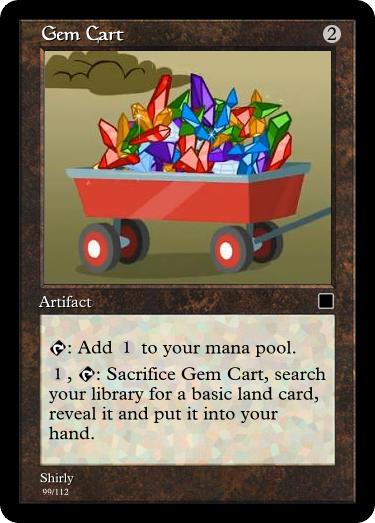 Gem Cart 2
Artifact
: Add 1 to your mana pool.
1 , : Sacrifice Gem Cart, search
your library for a basic land card,
reveal it and put it into your
hand.
Shirly
99/112